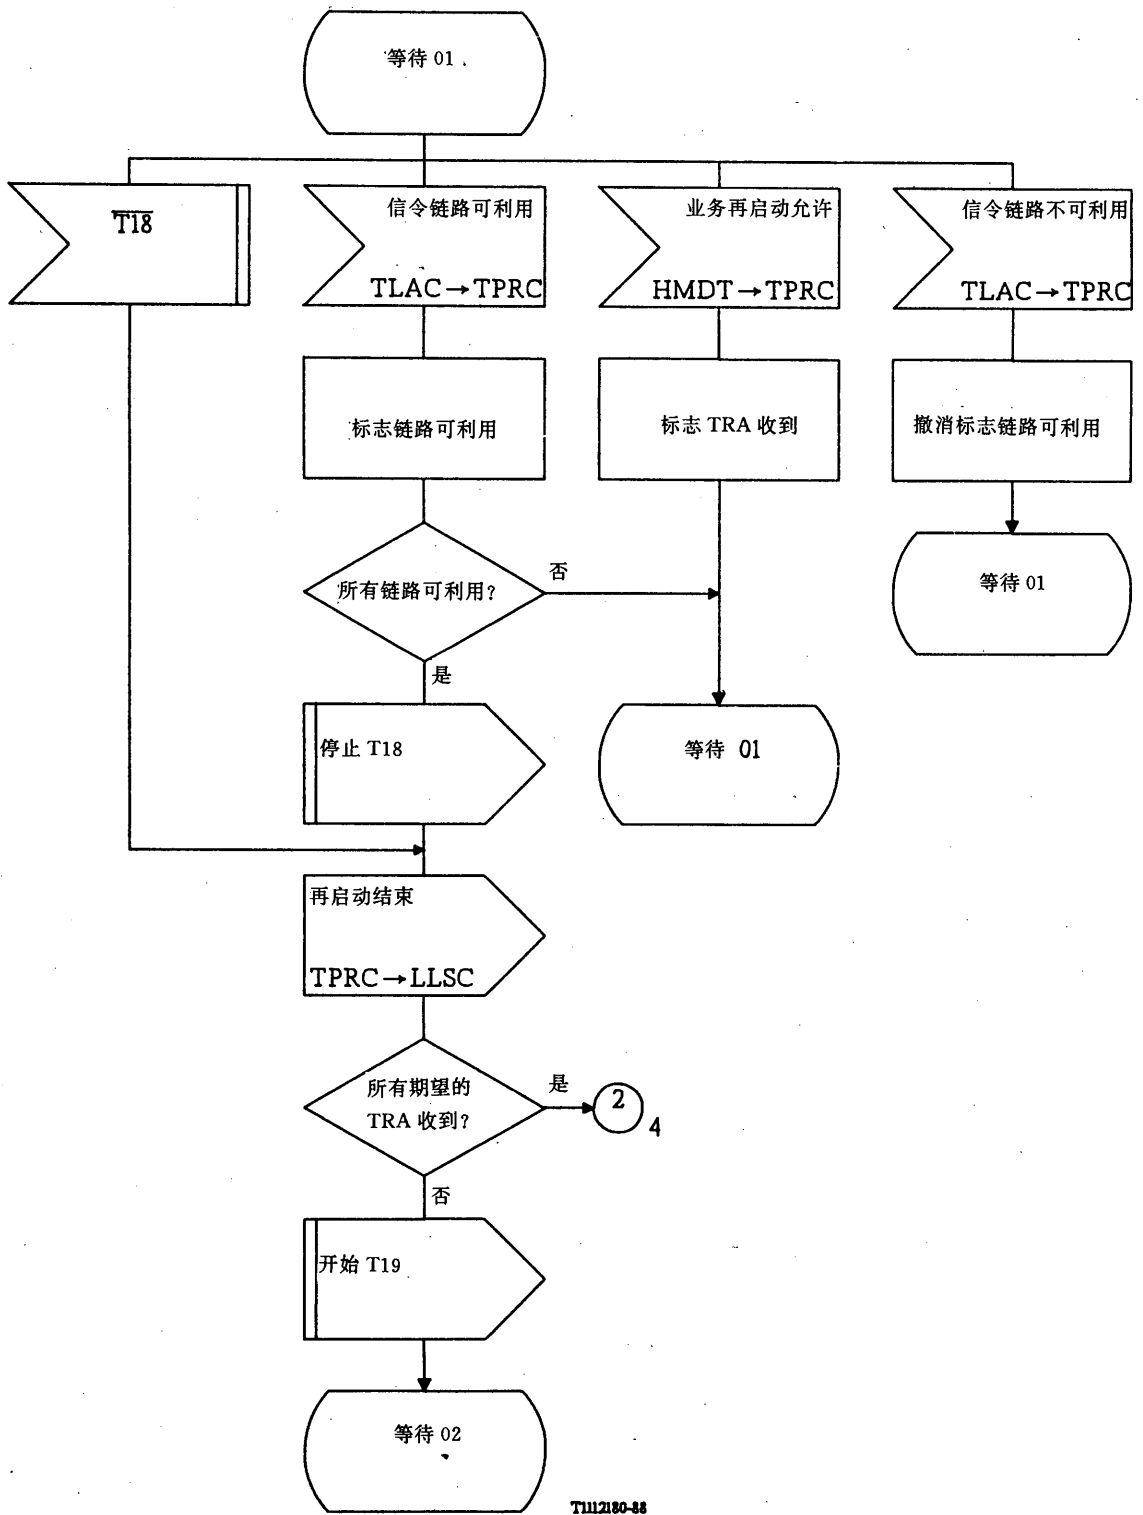 等待 01
T18
信令链路可利用
TLAC→TPRC
业务再启动允许
HMDT→TPRC
信令链路不可利用
TLAC→TPRC
标志链路可利用
标志 TRA 收到
撤消标志链路可利用
所有链路可利用?
否
是
等待 01
停止 T18
等待 01
再启动结束
TPRC→LLSC
所有期望的
TRA 收到?
是
2
4
否
开始 T19
等待 02
T1112180-88